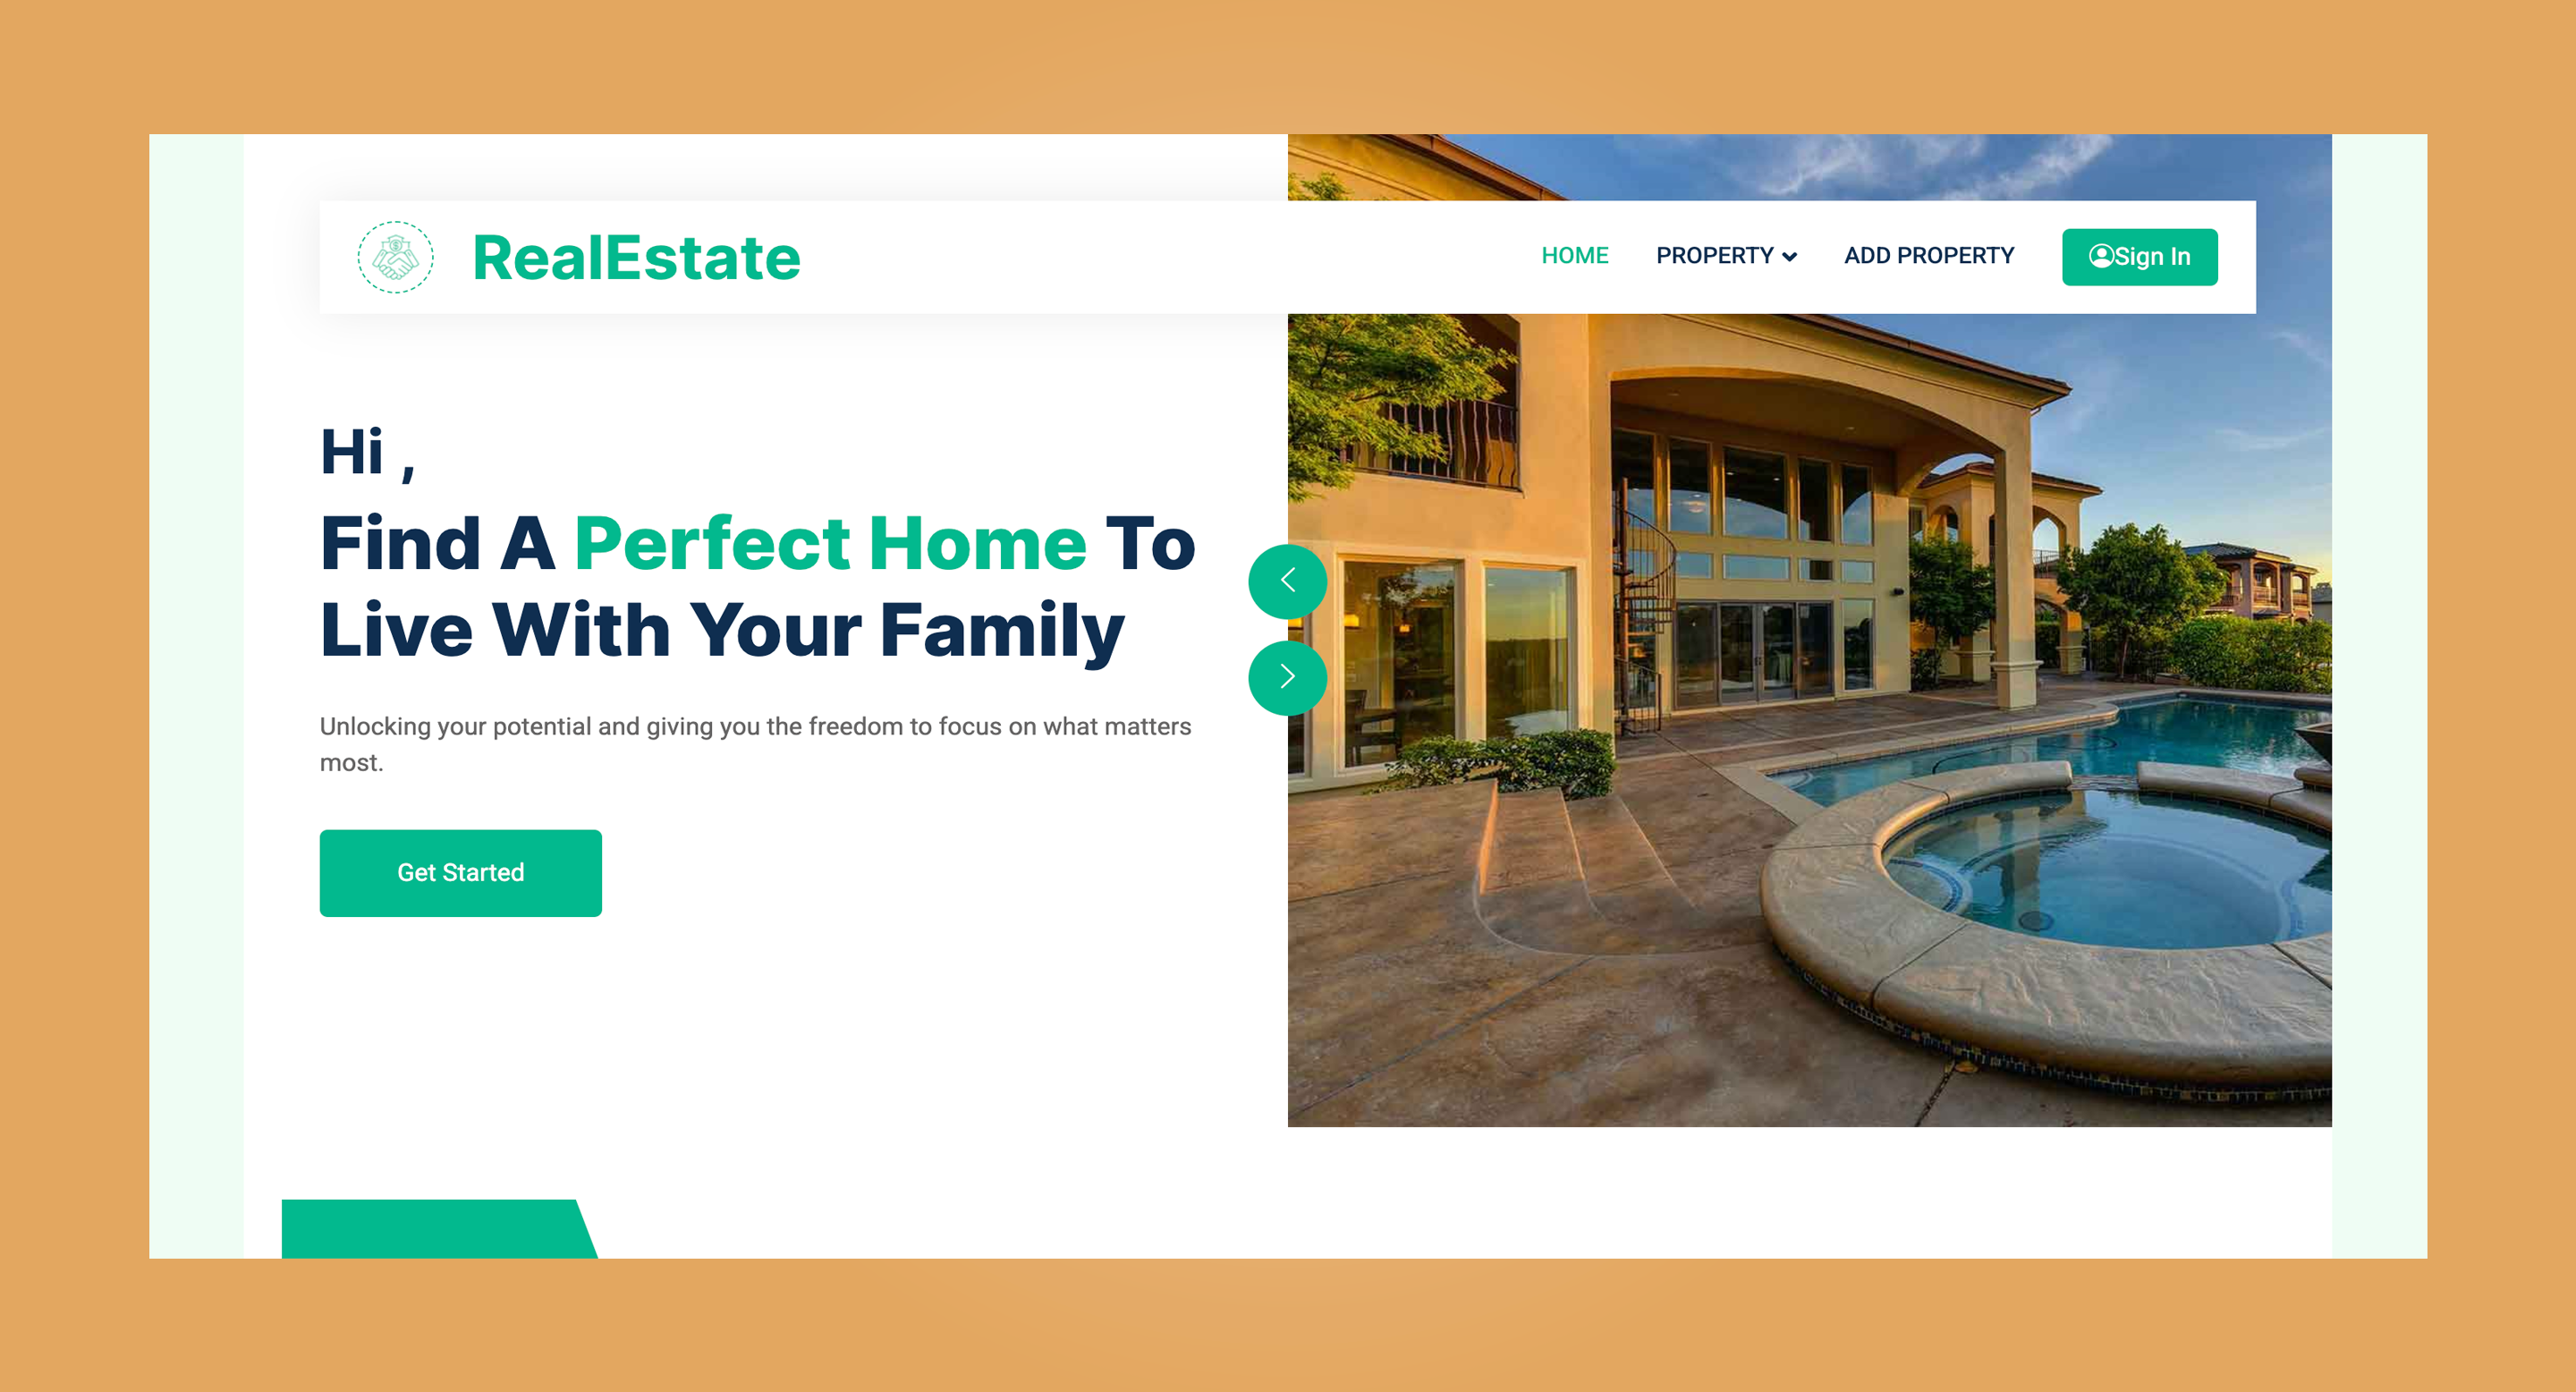 RealEstate
HOME PROPERTY ADD PROPERTY Sign In
Hi ,
Find A Perfect Home To
Live With Your Family
Unlocking your potential and giving you the freedom to focus on what matters
most.
Get Started